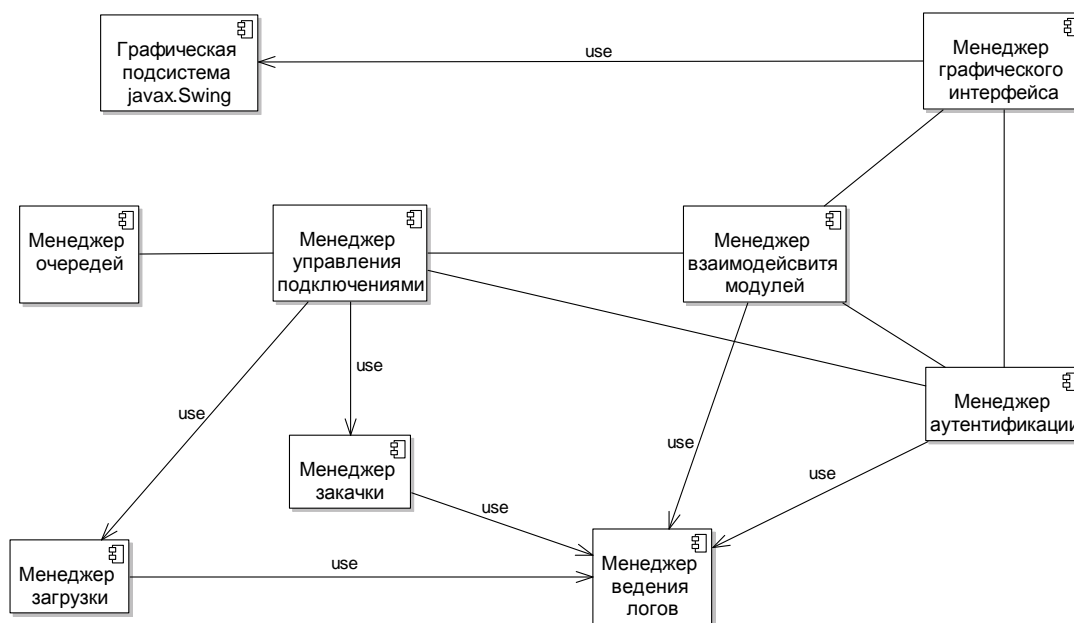 Графическая
подсистема
javax.Swing
use
Менеджер
графического
интерфейса
Менеджер
очередей
Менеджер
управления
подключениями
Менеджер
взаимодейсвитя
модулей
use
use
use
Менеджер
аутентификации
Менеджер
закачки
use
use
Менеджер
загрузки
use
Менеджер
ведения
логов